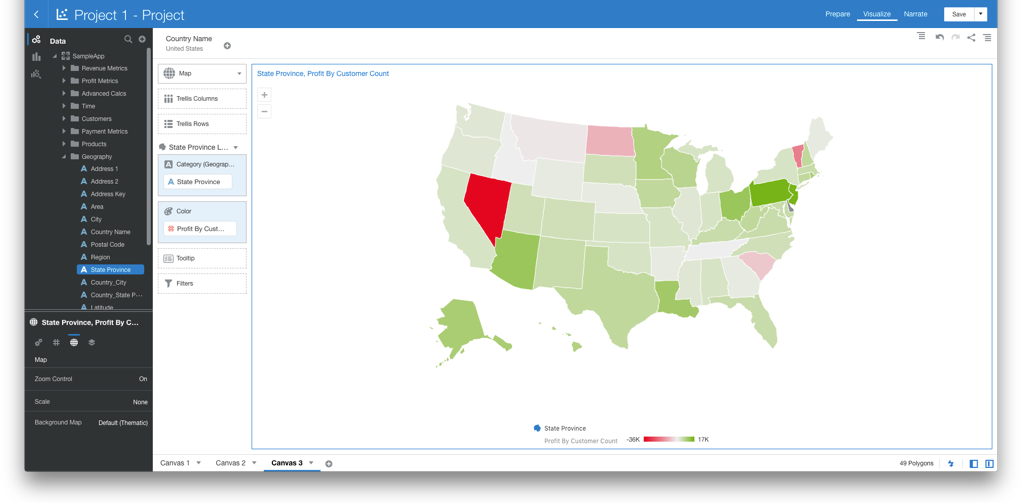 Project 1 - Project
Prepare
Visualize
Narrate
Save
Data
SampleApp
Revenue Metrics
Profit Metrics
Advanced Calcs
Time
Customers
Payment Metrics
Products
Geography
A Address 1
A Address 2
A Address Key
A Area
A City
A Country Name
A Postal Code
A Region
A State Province
A Country_City
A Country_State P...
A Latitude
State Province, Profit By C...
Map
Zoom Control On
Scale None
Background Map Default (Thematic)
Country Name
United States
Map
Trellis Columns
Trellis Rows
State Province L...
A Category (Geograp...
A State Province
Color
# Profit By Cust...
Tooltip
Filters
State Province, Profit By Customer Count
+
−
State Province
Profit By Customer Count -36K 17K
Canvas 1
Canvas 2
Canvas 3
49 Polygons